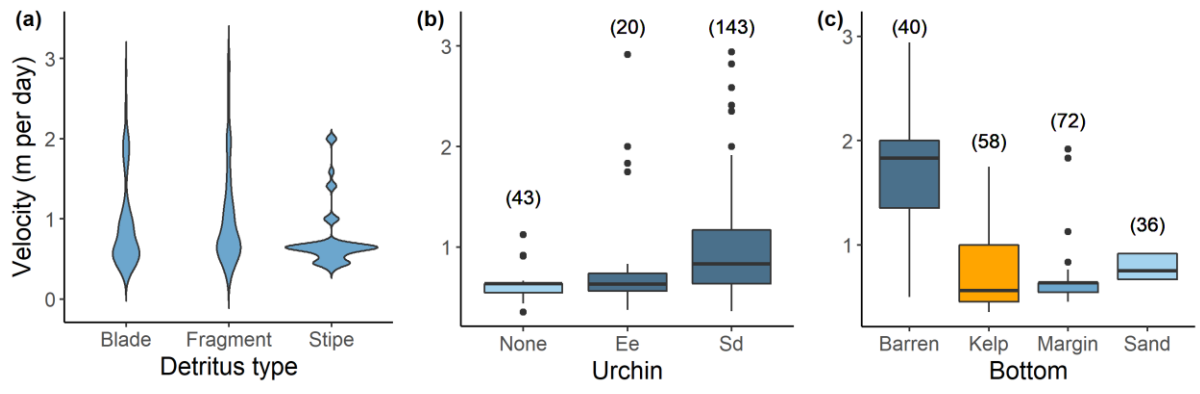 (a)
Velocity (m per day)
3
2
1
0
Blade
Fragment
Stipe
Detritus type
(b)
3
2
1
(43)
(20)
(143)
None
Ee
Sd
Urchin
(c)
3
2
1
(40)
(58)
(72)
(36)
Barren
Kelp
Margin
Sand
Bottom